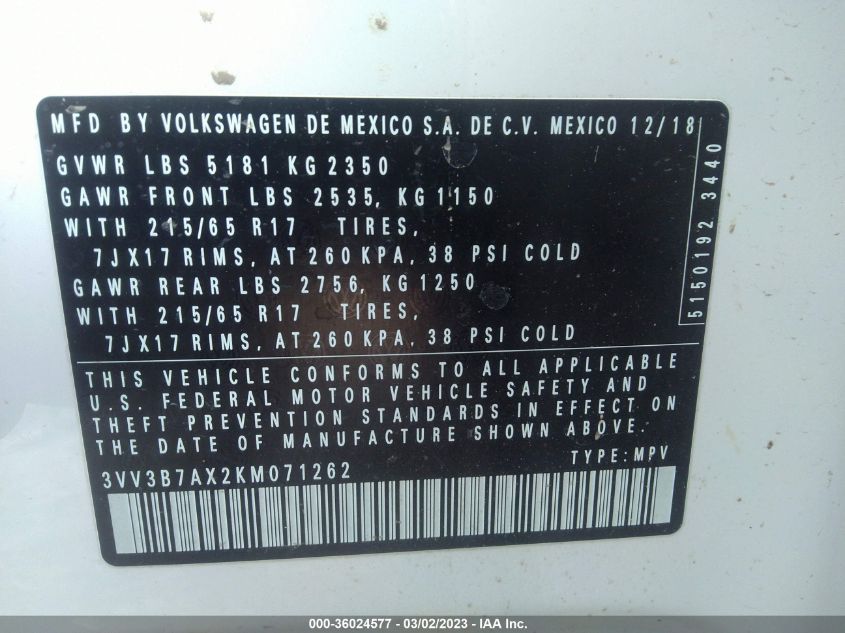 MFD BY VOLKSWAGEN DE MEXICO S.A. DE C.V. MEXICO 12/18
GVWR LBS 5181 KG 2350
GAWR FRONT LBS 2535, KG 1150
WITH 215/65 R17 TIRES,
7JX17 RIMS, AT 260 KPA, 38 PSI COLD
GAWR REAR LBS 2756, KG 1250
WITH 215/65 R17 TIRES,
7JX17 RIMS, AT 260 KPA, 38 PSI COLD
5150192 3440
THIS VEHICLE CONFORMS TO ALL APPLICABLE
U.S. FEDERAL MOTOR VEHICLE SAFETY AND
THEFT PREVENTION STANDARDS IN EFFECT ON
THE DATE OF MANUFACTURE SHOWN ABOVE.
TYPE: MPV
3VV3B7AX2KM071262
000-36024577 - 03/02/2023 - IAA Inc.